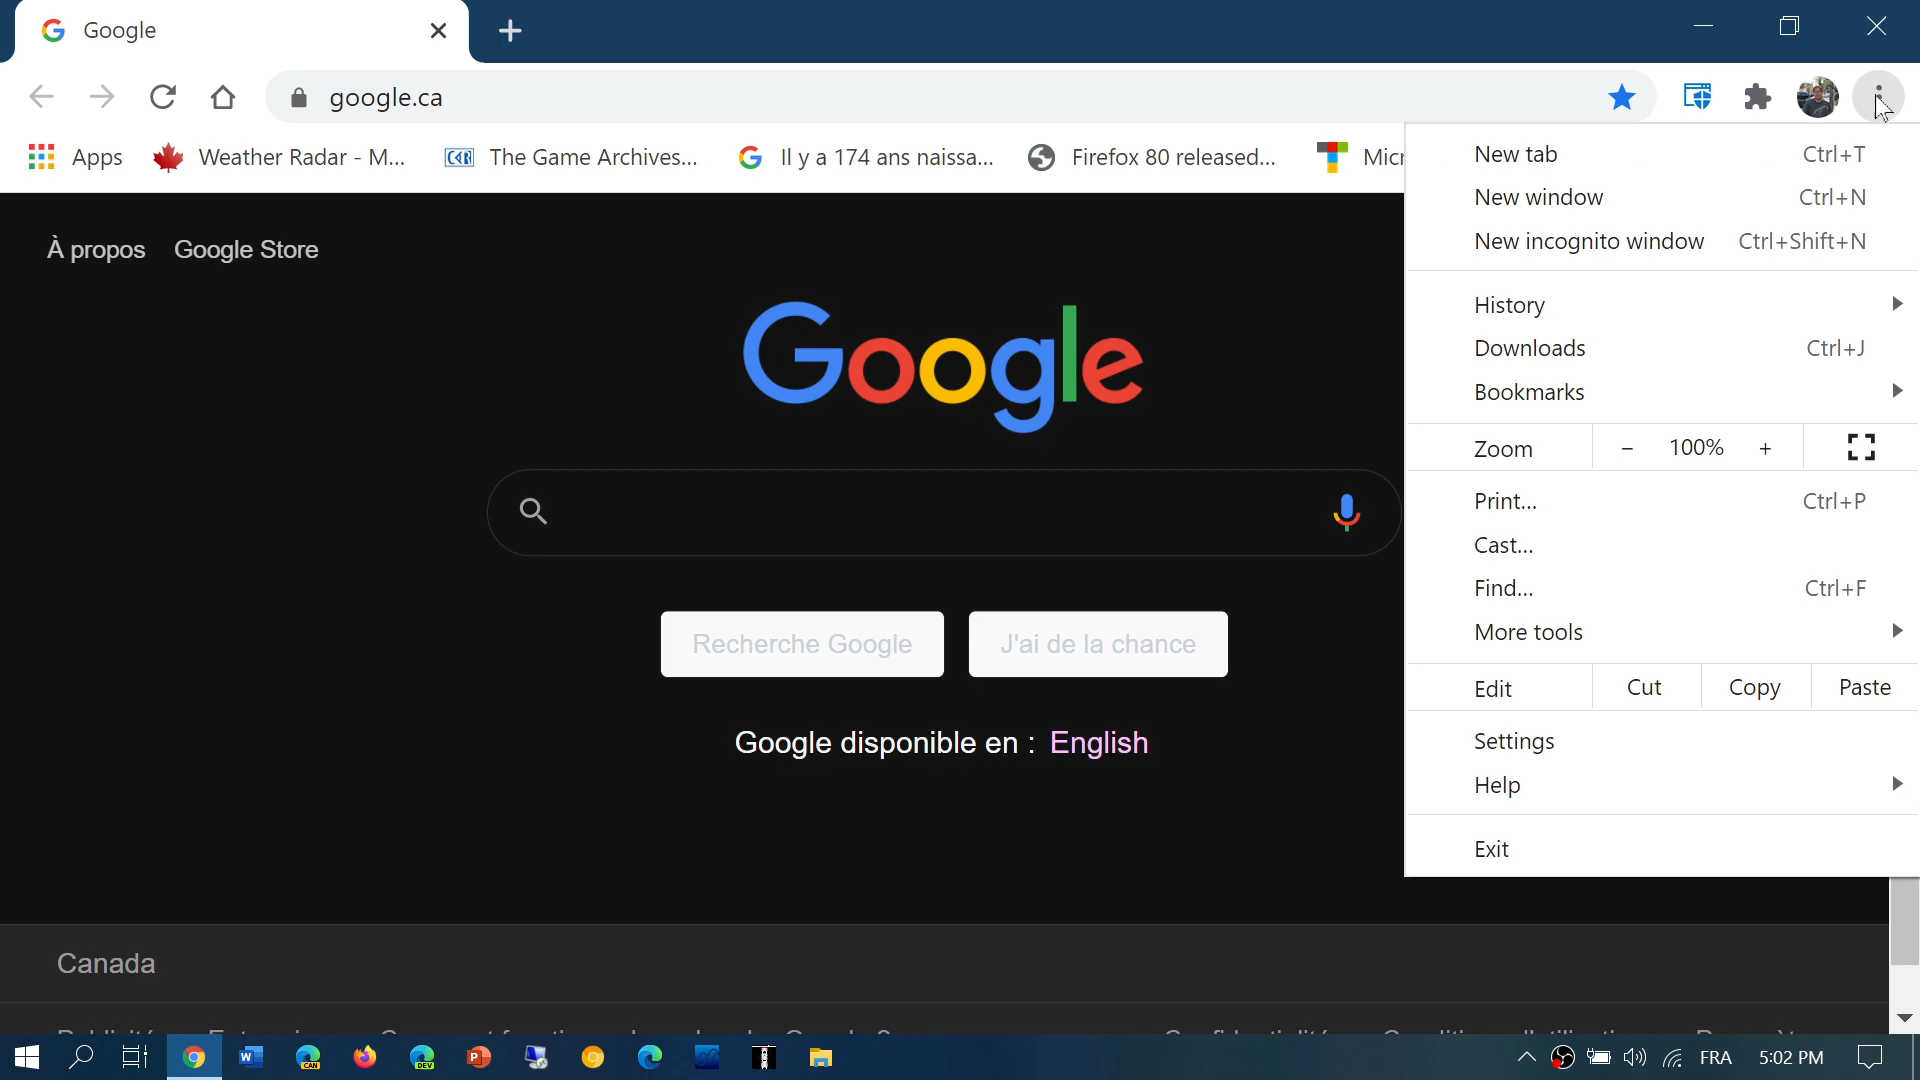 Google
google.ca
Apps Weather Radar - M... The Game Archives... Il y a 174 ans naissa... Firefox 80 released... Micr
À propos Google Store
Google
Recherche Google J'ai de la chance
Google disponible en : English
Canada
New tab Ctrl+T
New window Ctrl+N
New incognito window Ctrl+Shift+N
History
Downloads Ctrl+J
Bookmarks
Zoom - 100% +
Print... Ctrl+P
Cast...
Find... Ctrl+F
More tools
Edit Cut Copy Paste
Settings
Help
Exit
CAN DEV FRA 5:02 PM